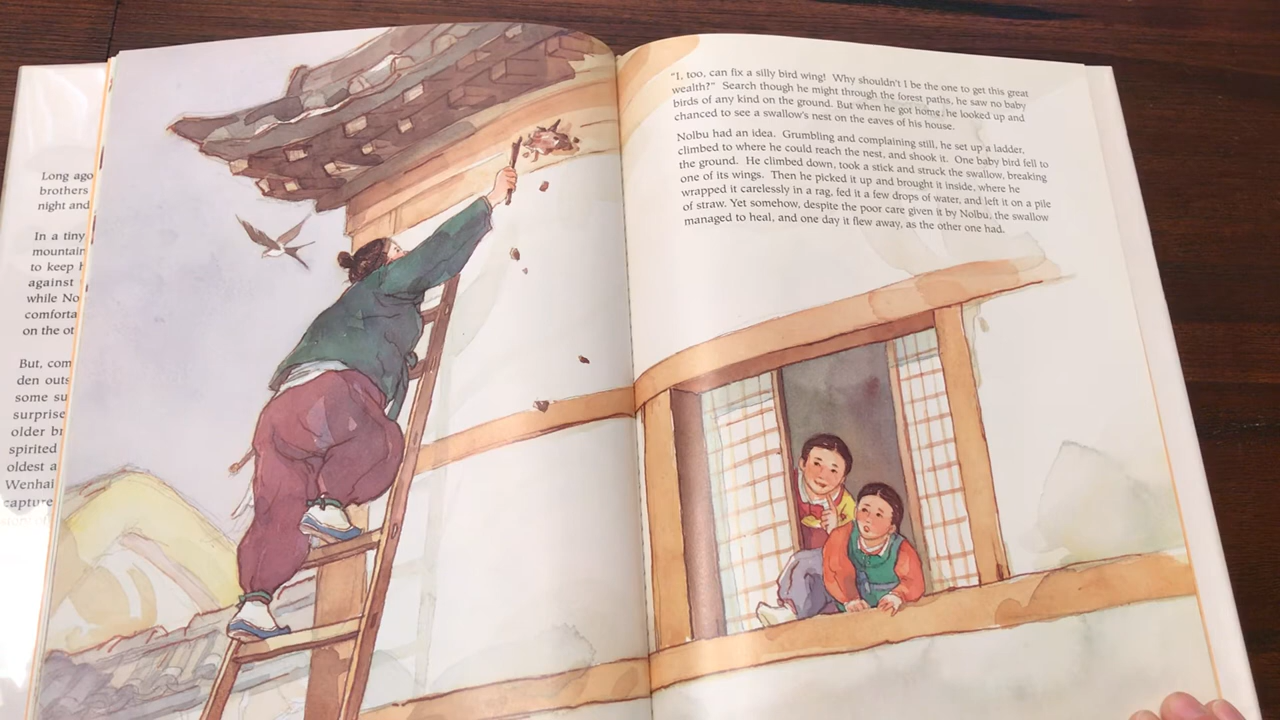 Long ago
brothers
night and
In a tiny
mountain
to keep
against
while No
comforta
on the ot
But, com
den outs
some su
surprise
older br
spirited
oldest a
Wenhai
capture
"I, too, can fix a silly bird wing! Why shouldn't I be the one to get this great
wealth?" Search though he might through the forest paths, he saw no baby
birds of any kind on the ground. But when he got home, he looked up and
chanced to see a swallow's nest on the eaves of his house.
Nolbu had an idea. Grumbling and complaining still, he set up a ladder,
climbed to where he could reach the nest, and shook it. One baby bird fell to
the ground. He climbed down, took a stick and struck the swallow, breaking
one of its wings. Then he picked it up and brought it inside, where he
wrapped it carelessly in a rag, fed it a few drops of water, and left it on a pile
of straw. Yet somehow, despite the poor care given it by Nolbu, the swallow
managed to heal, and one day it flew away, as the other one had.